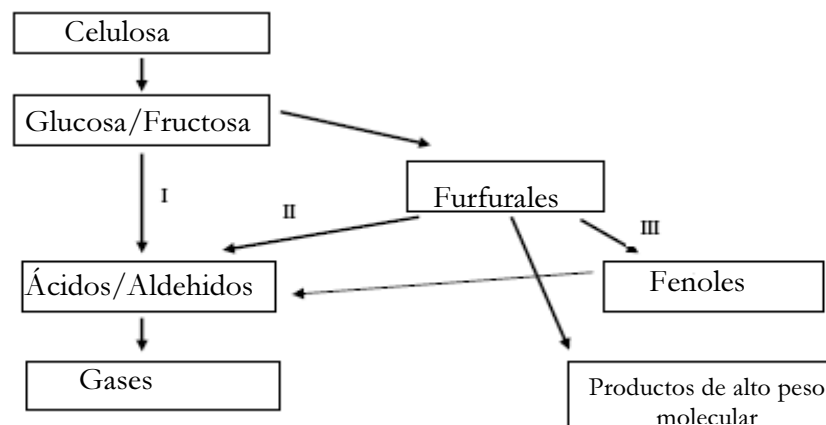 Celulosa
Glucosa/Fructosa
I
Furfurales
II
III
Ácidos/Aldehidos
Fenoles
Gases
Productos de alto peso
molecular